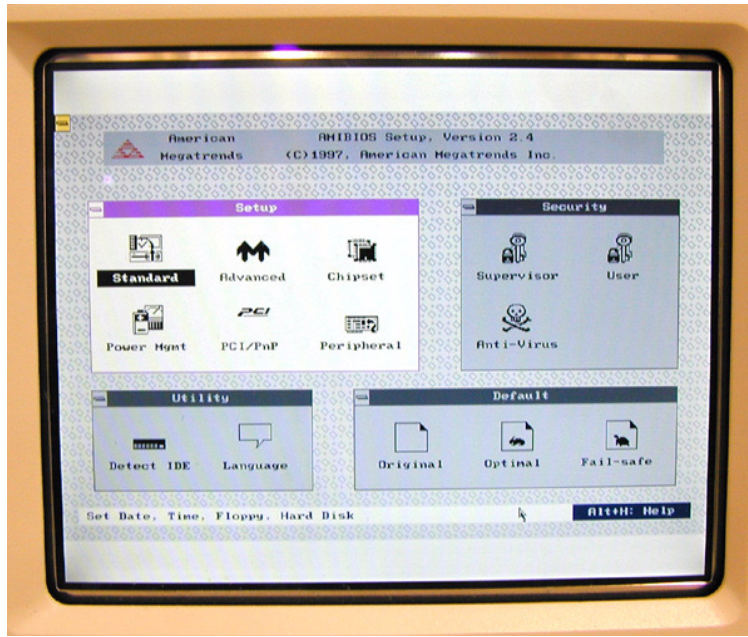 American AMIBIOS Setup, Version 2.4
Megatrends (C)1997, American Megatrends Inc.
Setup
Security
Standard Advanced Chipset
Supervisor User
PCI
Power Mgmt PCI/PnP Peripheral
Anti-Virus
Utility
Default
Detect IDE Language
Original Optimal Fail-safe
Set Date, Time, Floppy, Hard Disk
Alt+H: Help